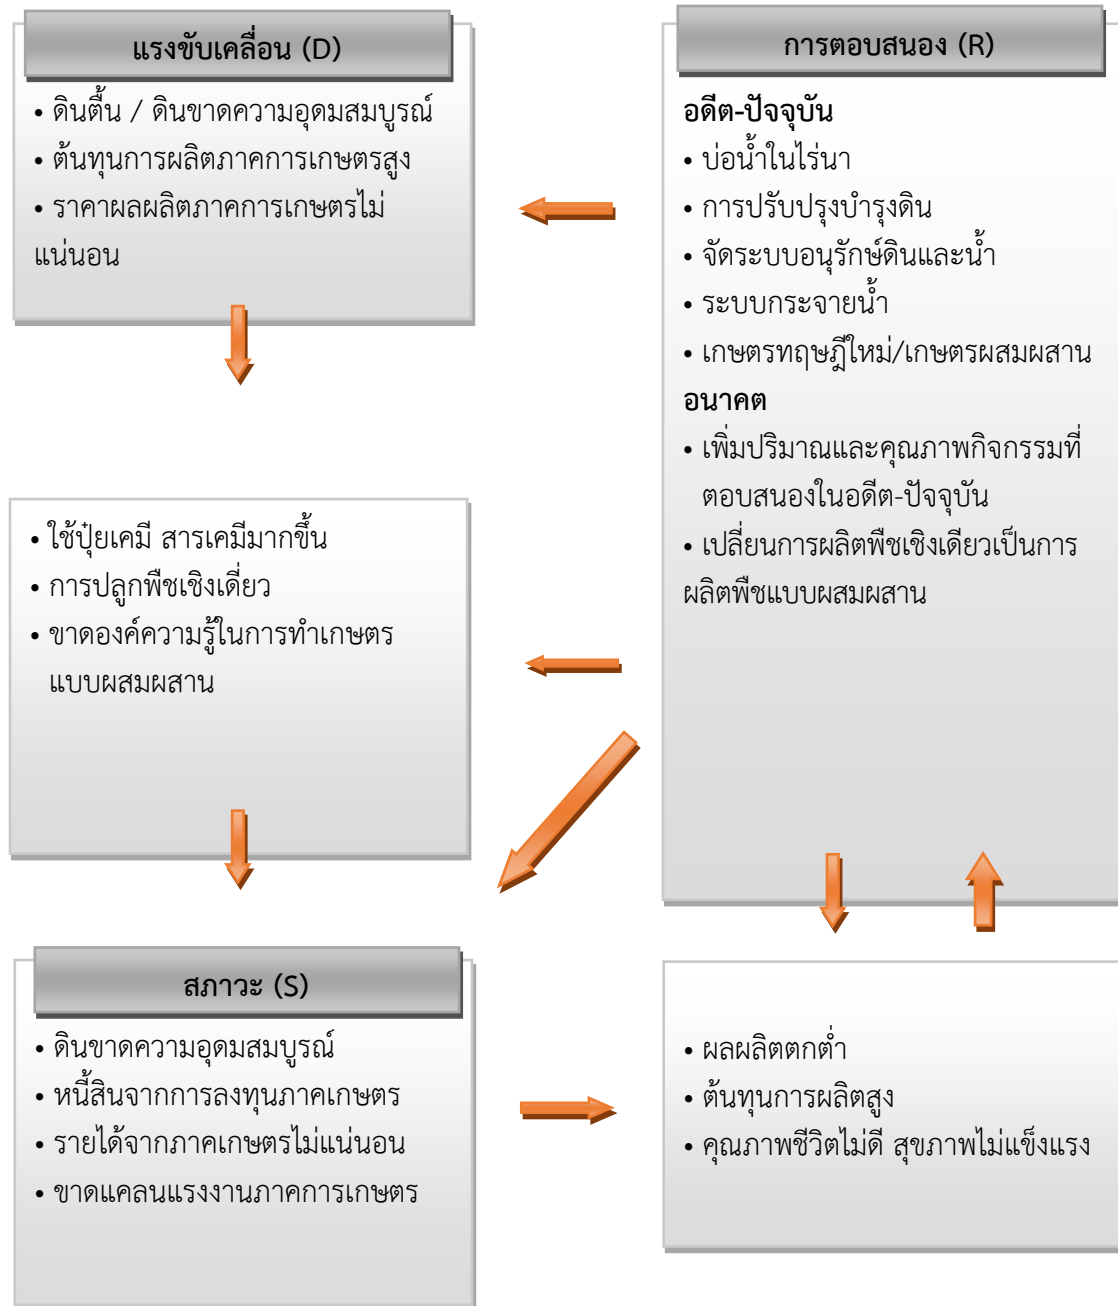 แรงขับเคลื่อน (D)
• ดินตื้น / ดินขาดความอุดมสมบูรณ์
• ต้นทุนการผลิตภาคการเกษตรสูง
• ราคาผลผลิตภาคการเกษตรไม่
แน่นอน
• ใช้ปุ๋ยเคมี สารเคมีมากขึ้น
• การปลูกพืชเชิงเดี่ยว
• ขาดองค์ความรู้ในการทำเกษตร
แบบผสมผสาน
สภาวะ (S)
• ดินขาดความอุดมสมบูรณ์
• หนี้สินจากการลงทุนภาคเกษตร
• รายได้จากภาคเกษตรไม่แน่นอน
• ขาดแคลนแรงงานภาคการเกษตร
การตอบสนอง (R)
อดีต-ปัจจุบัน
• บ่อน้ำในไร่นา
• การปรับปรุงบำรุงดิน
• จัดระบบอนุรักษ์ดินและน้ำ
• ระบบกระจายน้ำ
• เกษตรทฤษฎีใหม่/เกษตรผสมผสาน
อนาคต
• เพิ่มปริมาณและคุณภาพกิจกรรมที่
ตอบสนองในอดีต-ปัจจุบัน
• เปลี่ยนการผลิตพืชเชิงเดียวเป็นการ
ผลิตพืชแบบผสมผสาน
• ผลผลิตตกต่ำ
• ต้นทุนการผลิตสูง
• คุณภาพชีวิตไม่ดี สุขภาพไม่แข็งแรง